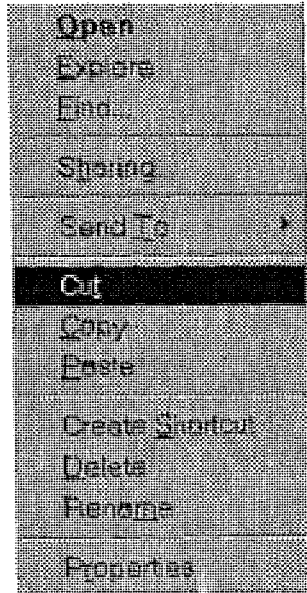 Open
Explore
Find...
Sharing...
Send To
Cut
Copy
Paste
Create Shortcut
Delete
Rename
Properties